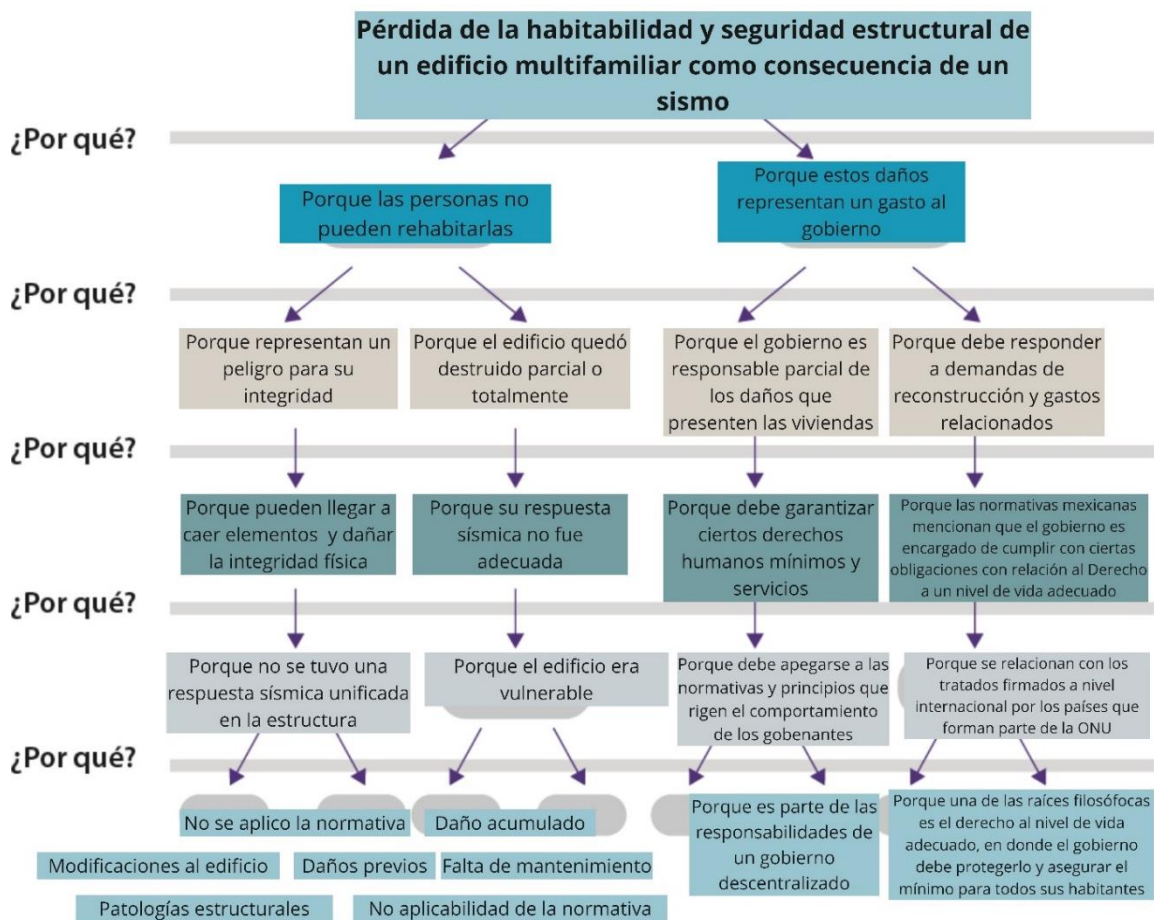 Pérdida de la habitabilidad y seguridad estructural de
un edificio multifamiliar como consecuencia de un
sismo
¿Por qué?
Porque las personas no
pueden rehabitarlas
Porque estos daños
representan un gasto al
gobierno
¿Por qué?
Porque representan un
peligro para su
integridad
Porque el edificio quedó
destruido parcial o
totalmente
Porque el gobierno es
responsable parcial de
los daños que
presenten las viviendas
Porque debe responder
a demandas de
reconstrucción y gastos
relacionados
¿Por qué?
Porque pueden llegar a
caer elementos y dañar
la integridad física
Porque su respuesta
sísmica no fue
adecuada
Porque debe garantizar
ciertos derechos
humanos mínimos y
servicios
Porque las normativas mexicanas
mencionan que el gobierno es
encargado de cumplir con ciertas
obligaciones con relación al Derecho
a un nivel de vida adecuado
¿Por qué?
Porque no se tuvo una
respuesta sísmica unificada
en la estructura
Porque el edificio era
vulnerable
Porque debe apegarse a las
normativas y principios que
rigen el comportamiento
de los gobenantes
Porque se relacionan con los
tratados firmados a nivel
internacional por los países que
forman parte de la ONU
¿Por qué?
No se aplico la normativa
Daño acumulado
Modificaciones al edificio
Daños previos
Falta de mantenimiento
Patologías estructurales
No aplicabilidad de la normativa
Porque es parte de las
responsabilidades de
un gobierno
descentralizado
Porque una de las raíces filosófocas
es el derecho al nivel de vida
adecuado, en donde el gobierno
debe protegerlo y asegurar el
mínimo para todos sus habitantes